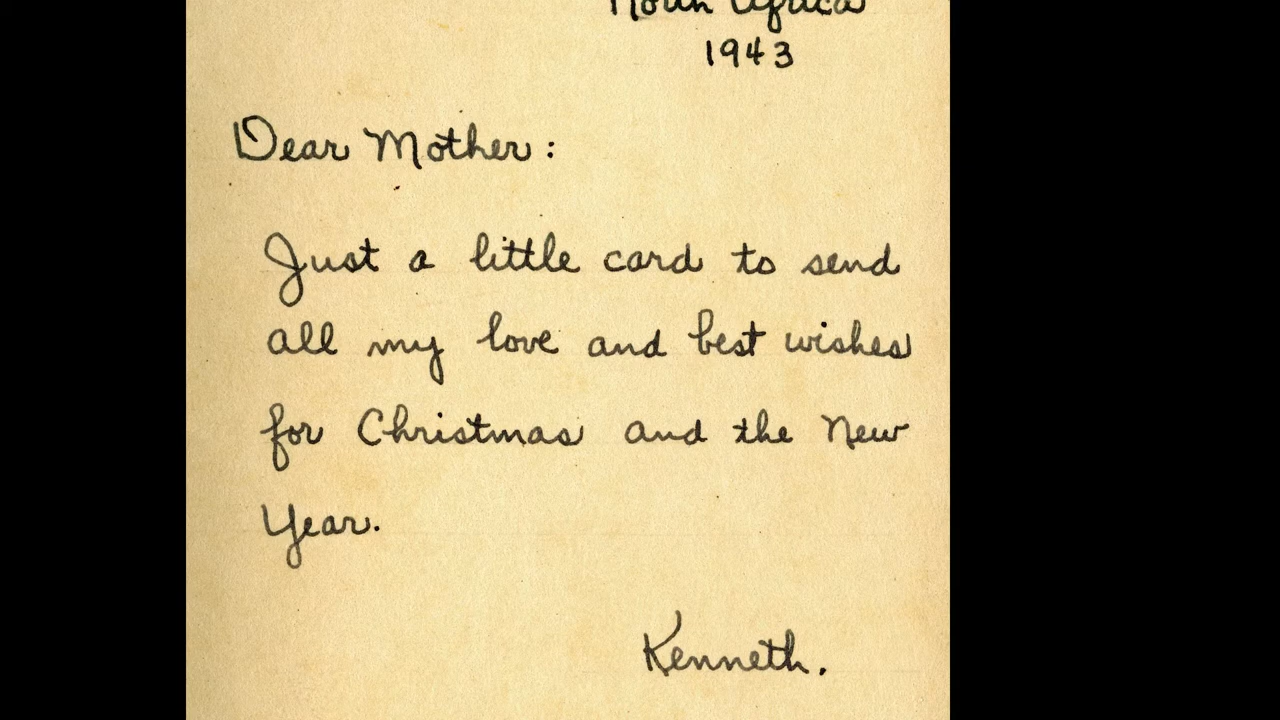 North Africa
1943
Dear Mother:
Just a little card to send
all my love and best wishes
for Christmas and the New
Year.
Kenneth.